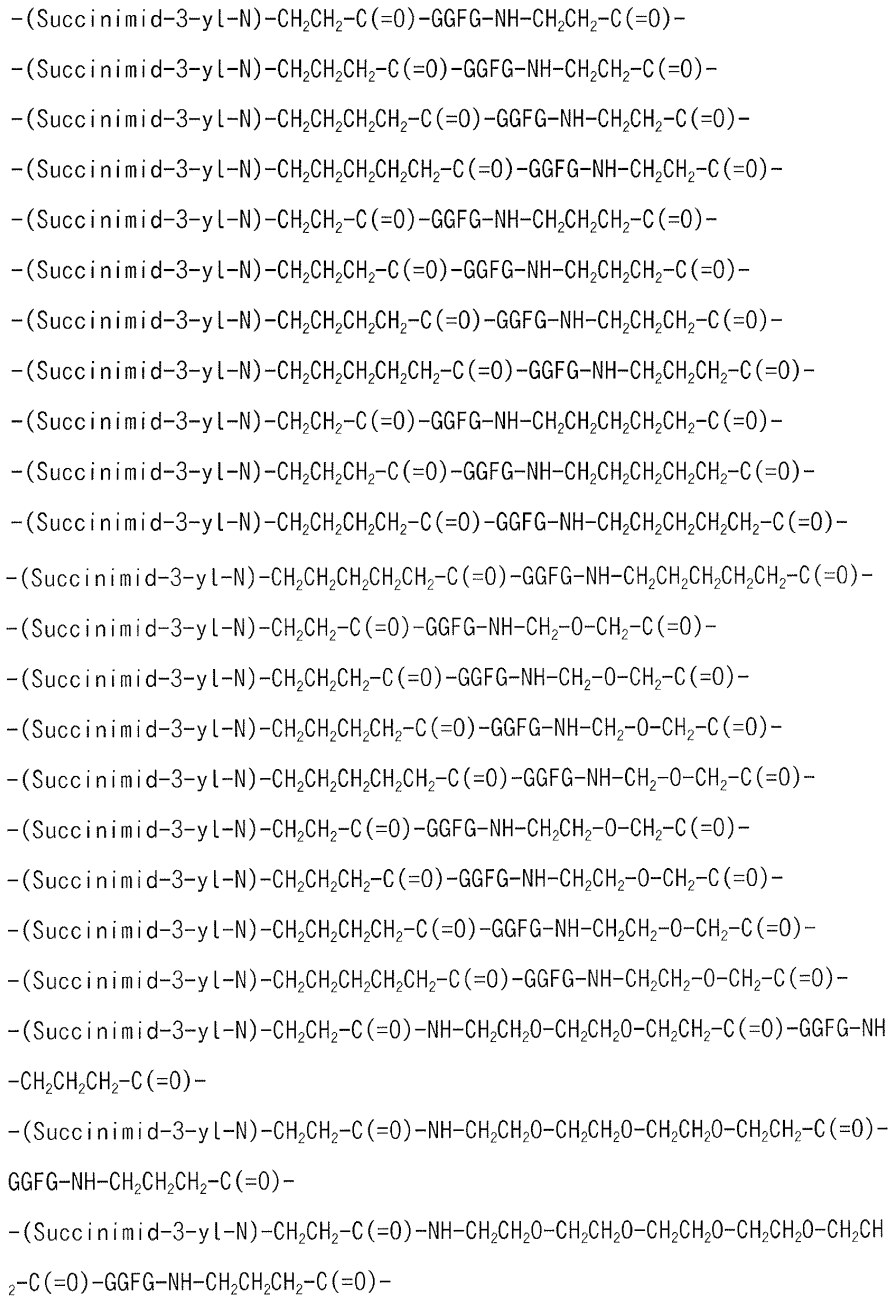 -(Succinimid-3-yl-N)-CH₂CH₂-C(=O)-GGFG-NH-CH₂CH₂-C(=O)-
-(Succinimid-3-yl-N)-CH₂CH₂CH₂-C(=O)-GGFG-NH-CH₂CH₂-C(=O)-
-(Succinimid-3-yl-N)-CH₂CH₂CH₂CH₂-C(=O)-GGFG-NH-CH₂CH₂-C(=O)-
-(Succinimid-3-yl-N)-CH₂CH₂CH₂CH₂CH₂-C(=O)-GGFG-NH-CH₂CH₂-C(=O)-
-(Succinimid-3-yl-N)-CH₂CH₂-C(=O)-GGFG-NH-CH₂CH₂CH₂-C(=O)-
-(Succinimid-3-yl-N)-CH₂CH₂CH₂-C(=O)-GGFG-NH-CH₂CH₂CH₂-C(=O)-
-(Succinimid-3-yl-N)-CH₂CH₂CH₂CH₂-C(=O)-GGFG-NH-CH₂CH₂CH₂-C(=O)-
-(Succinimid-3-yl-N)-CH₂CH₂CH₂CH₂CH₂-C(=O)-GGFG-NH-CH₂CH₂CH₂-C(=O)-
-(Succinimid-3-yl-N)-CH₂CH₂-C(=O)-GGFG-NH-CH₂CH₂CH₂CH₂CH₂-C(=O)-
-(Succinimid-3-yl-N)-CH₂CH₂CH₂-C(=O)-GGFG-NH-CH₂CH₂CH₂CH₂CH₂-C(=O)-
-(Succinimid-3-yl-N)-CH₂CH₂CH₂CH₂-C(=O)-GGFG-NH-CH₂CH₂CH₂CH₂CH₂-C(=O)-
-(Succinimid-3-yl-N)-CH₂CH₂CH₂CH₂CH₂-C(=O)-GGFG-NH-CH₂CH₂CH₂CH₂CH₂-C(=O)-
-(Succinimid-3-yl-N)-CH₂CH₂-C(=O)-GGFG-NH-CH₂-O-CH₂-C(=O)-
-(Succinimid-3-yl-N)-CH₂CH₂CH₂-C(=O)-GGFG-NH-CH₂-O-CH₂-C(=O)-
-(Succinimid-3-yl-N)-CH₂CH₂CH₂CH₂-C(=O)-GGFG-NH-CH₂-O-CH₂-C(=O)-
-(Succinimid-3-yl-N)-CH₂CH₂CH₂CH₂CH₂-C(=O)-GGFG-NH-CH₂-O-CH₂-C(=O)-
-(Succinimid-3-yl-N)-CH₂CH₂-C(=O)-GGFG-NH-CH₂CH₂-O-CH₂-C(=O)-
-(Succinimid-3-yl-N)-CH₂CH₂CH₂-C(=O)-GGFG-NH-CH₂CH₂-O-CH₂-C(=O)-
-(Succinimid-3-yl-N)-CH₂CH₂CH₂CH₂-C(=O)-GGFG-NH-CH₂CH₂-O-CH₂-C(=O)-
-(Succinimid-3-yl-N)-CH₂CH₂CH₂CH₂CH₂-C(=O)-GGFG-NH-CH₂CH₂-O-CH₂-C(=O)-
-(Succinimid-3-yl-N)-CH₂CH₂-C(=O)-NH-CH₂CH₂O-CH₂CH₂O-CH₂CH₂-C(=O)-GGFG-NH
-CH₂CH₂CH₂-C(=O)-
-(Succinimid-3-yl-N)-CH₂CH₂-C(=O)-NH-CH₂CH₂O-CH₂CH₂O-CH₂CH₂O-CH₂CH₂-C(=O)-
GGFG-NH-CH₂CH₂CH₂-C(=O)-
-(Succinimid-3-yl-N)-CH₂CH₂-C(=O)-NH-CH₂CH₂O-CH₂CH₂O-CH₂CH₂O-CH₂CH₂O-CH₂CH
₂-C(=O)-GGFG-NH-CH₂CH₂CH₂-C(=O)-